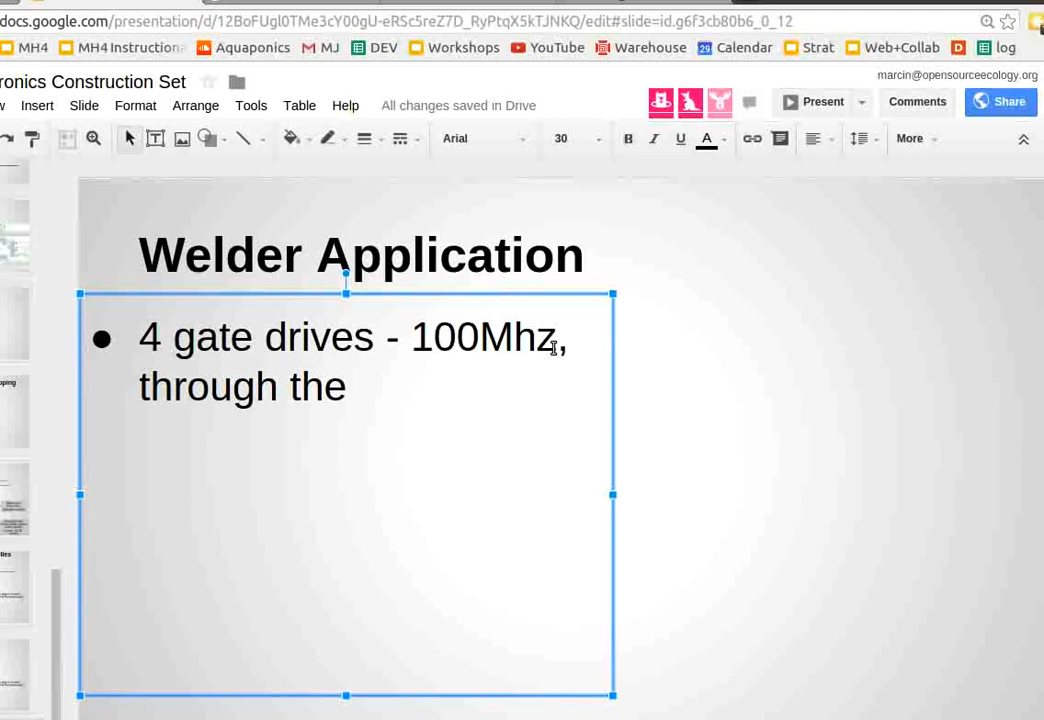 docs.google.com/presentation/d/12BoFUgl0TMe3cY00gU-eRSc5reZ7D_RyPtqX5kTJNKQ/edit#slide=id.g6f3cb80b6_0_12
MH4 MH4 Instructiona Aquaponics MJ DEV Workshops YouTube Warehouse 29 Calendar Strat Web+Collab D log
ronics Construction Set
marcin@opensourceecology.org
w Insert Slide Format Arrange Tools Table Help All changes saved in Drive
Present Comments Share
Arial 30 B I U A More
Welder Application
● 4 gate drives - 100Mhz,
through the